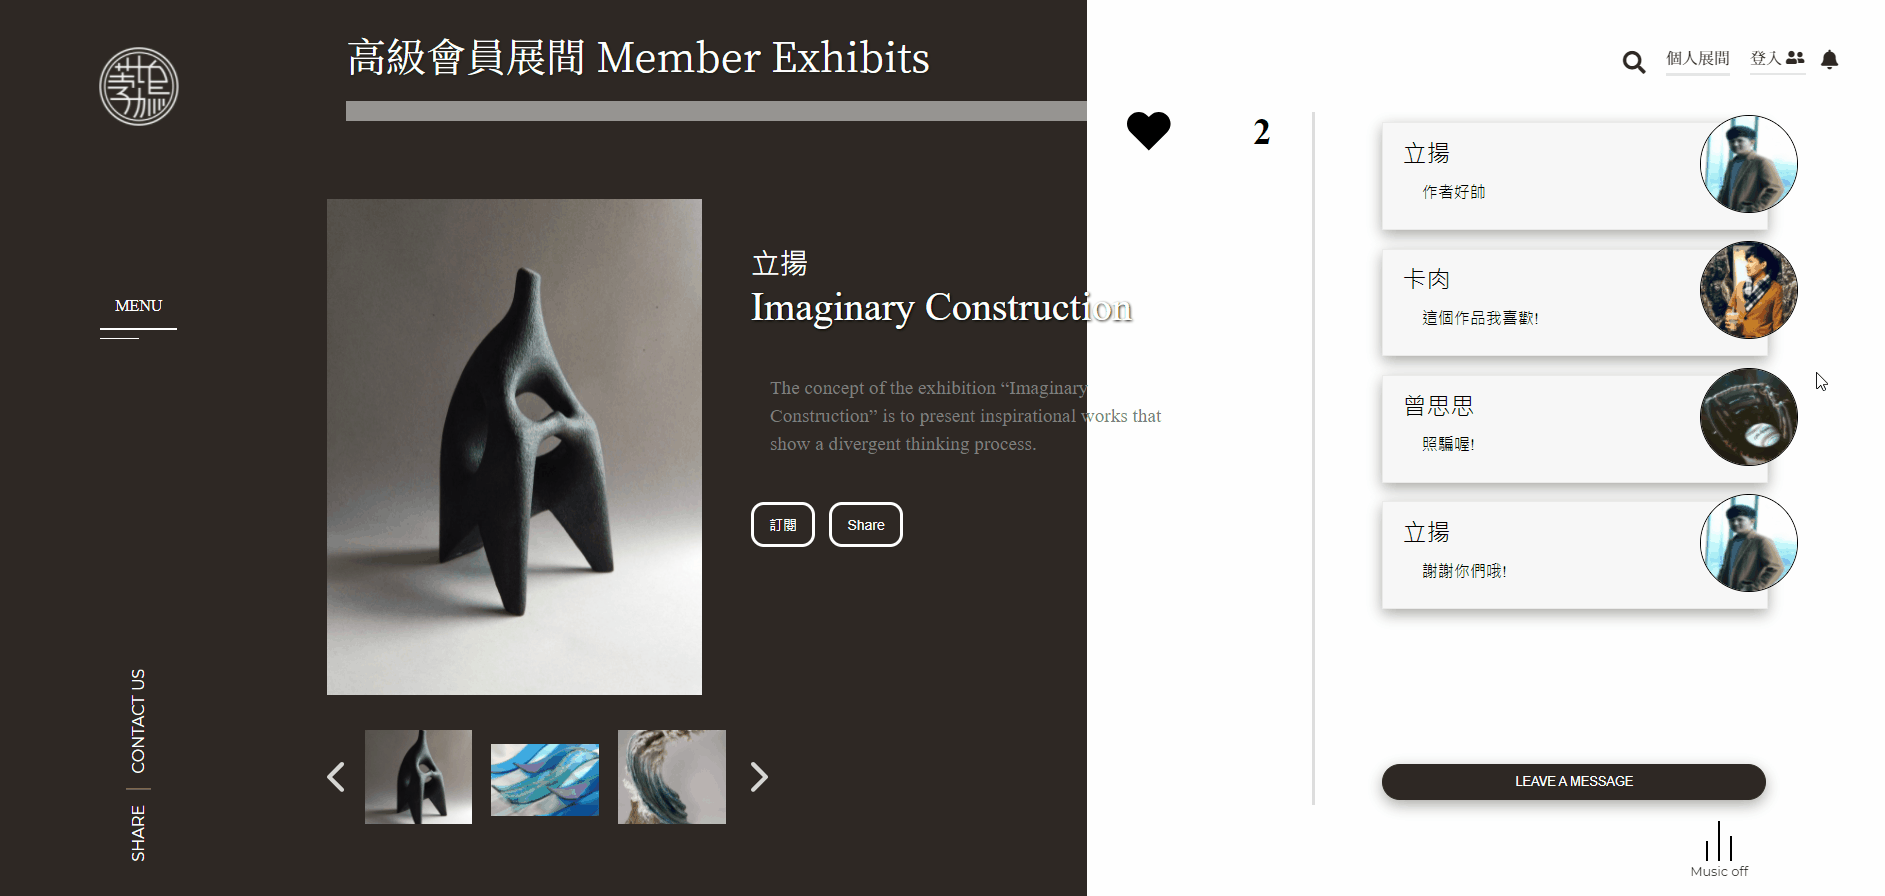 高級會員展間 Member Exhibits
個人展間
登入
MENU
立揚
Imaginary Construction
The concept of the exhibition “Imaginary
Construction” is to present inspirational works that
show a divergent thinking process.
訂閱
Share
2
立揚
作者好帥
卡肉
這個作品我喜歡!
曾思思
照騙喔!
立揚
謝謝你們哦!
LEAVE A MESSAGE
Music off
CONTACT US
SHARE